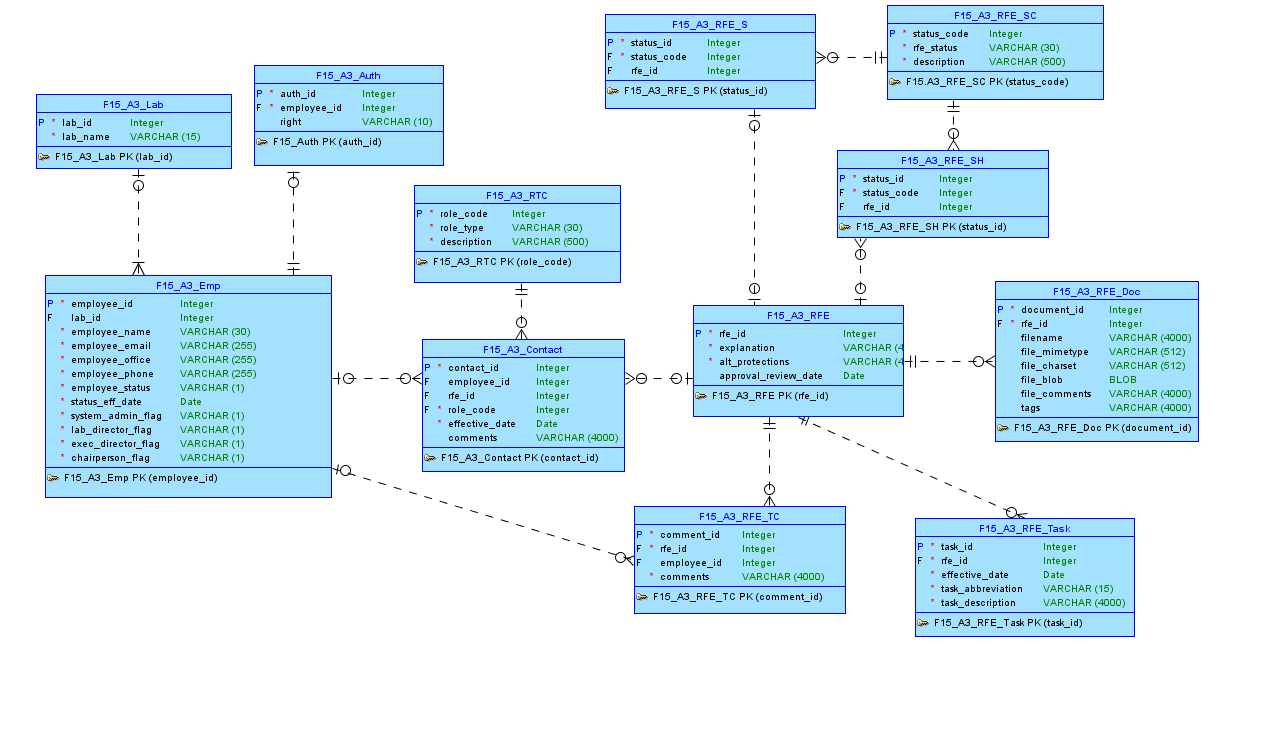 F15_A3_Lab
P * lab_id Integer
* lab_name VARCHAR (15)
F15_A3_Lab PK (lab_id)
F15_A3_Auth
P * auth_id Integer
F * employee_id Integer
right VARCHAR (10)
F15_Auth PK (auth_id)
F15_A3_RFE_S
P * status_id Integer
F * status_code Integer
F rfe_id Integer
F15_A3_RFE_S PK (status_id)
F15_A3_RFE_SC
P * status_code Integer
* rfe_status VARCHAR (30)
* description VARCHAR (500)
F15.A3_RFE_SC PK (status_code)
F15_A3_RFE_SH
P * status_id Integer
F * status_code Integer
F rfe_id Integer
F15_A3_RFE_SH PK (status_id)
F15_A3_RTC
P * role_code Integer
* role_type VARCHAR (30)
* description VARCHAR (500)
F15_A3_RTC PK (role_code)
F15_A3_Emp
P * employee_id Integer
F lab_id Integer
* employee_name VARCHAR (30)
* employee_email VARCHAR (255)
* employee_office VARCHAR (255)
* employee_phone VARCHAR (255)
* employee_status VARCHAR (1)
* status_eff_date Date
* system_admin_flag VARCHAR (1)
* lab_director_flag VARCHAR (1)
* exec_director_flag VARCHAR (1)
* chairperson_flag VARCHAR (1)
F15_A3_Emp PK (employee_id)
F15_A3_Contact
P * contact_id Integer
F employee_id Integer
F rfe_id Integer
F * role_code Integer
* effective_date Date
comments VARCHAR (4000)
F15_A3_Contact PK (contact_id)
F15_A3_RFE
P * rfe_id Integer
* explanation VARCHAR (4
* alt_protections VARCHAR (4
approval_review_date Date
F15_A3_RFE PK (rfe_id)
F15_A3_RFE_Doc
P * document_id Integer
F * rfe_id Integer
filename VARCHAR (4000)
file_mimetype VARCHAR (512)
file_charset VARCHAR (512)
file_blob BLOB
file_comments VARCHAR (4000)
tags VARCHAR (4000)
F15_A3_RFE_Doc PK (document_id)
F15_A3_RFE_TC
P * comment_id Integer
F * rfe_id Integer
F employee_id Integer
* comments VARCHAR (4000)
F15_A3_RFE_TC PK (comment_id)
F15_A3_RFE_Task
P * task_id Integer
F * rfe_id Integer
* effective_date Date
* task_abbreviation VARCHAR (15)
* task_description VARCHAR (4000)
F15_A3_RFE_Task PK (task_id)